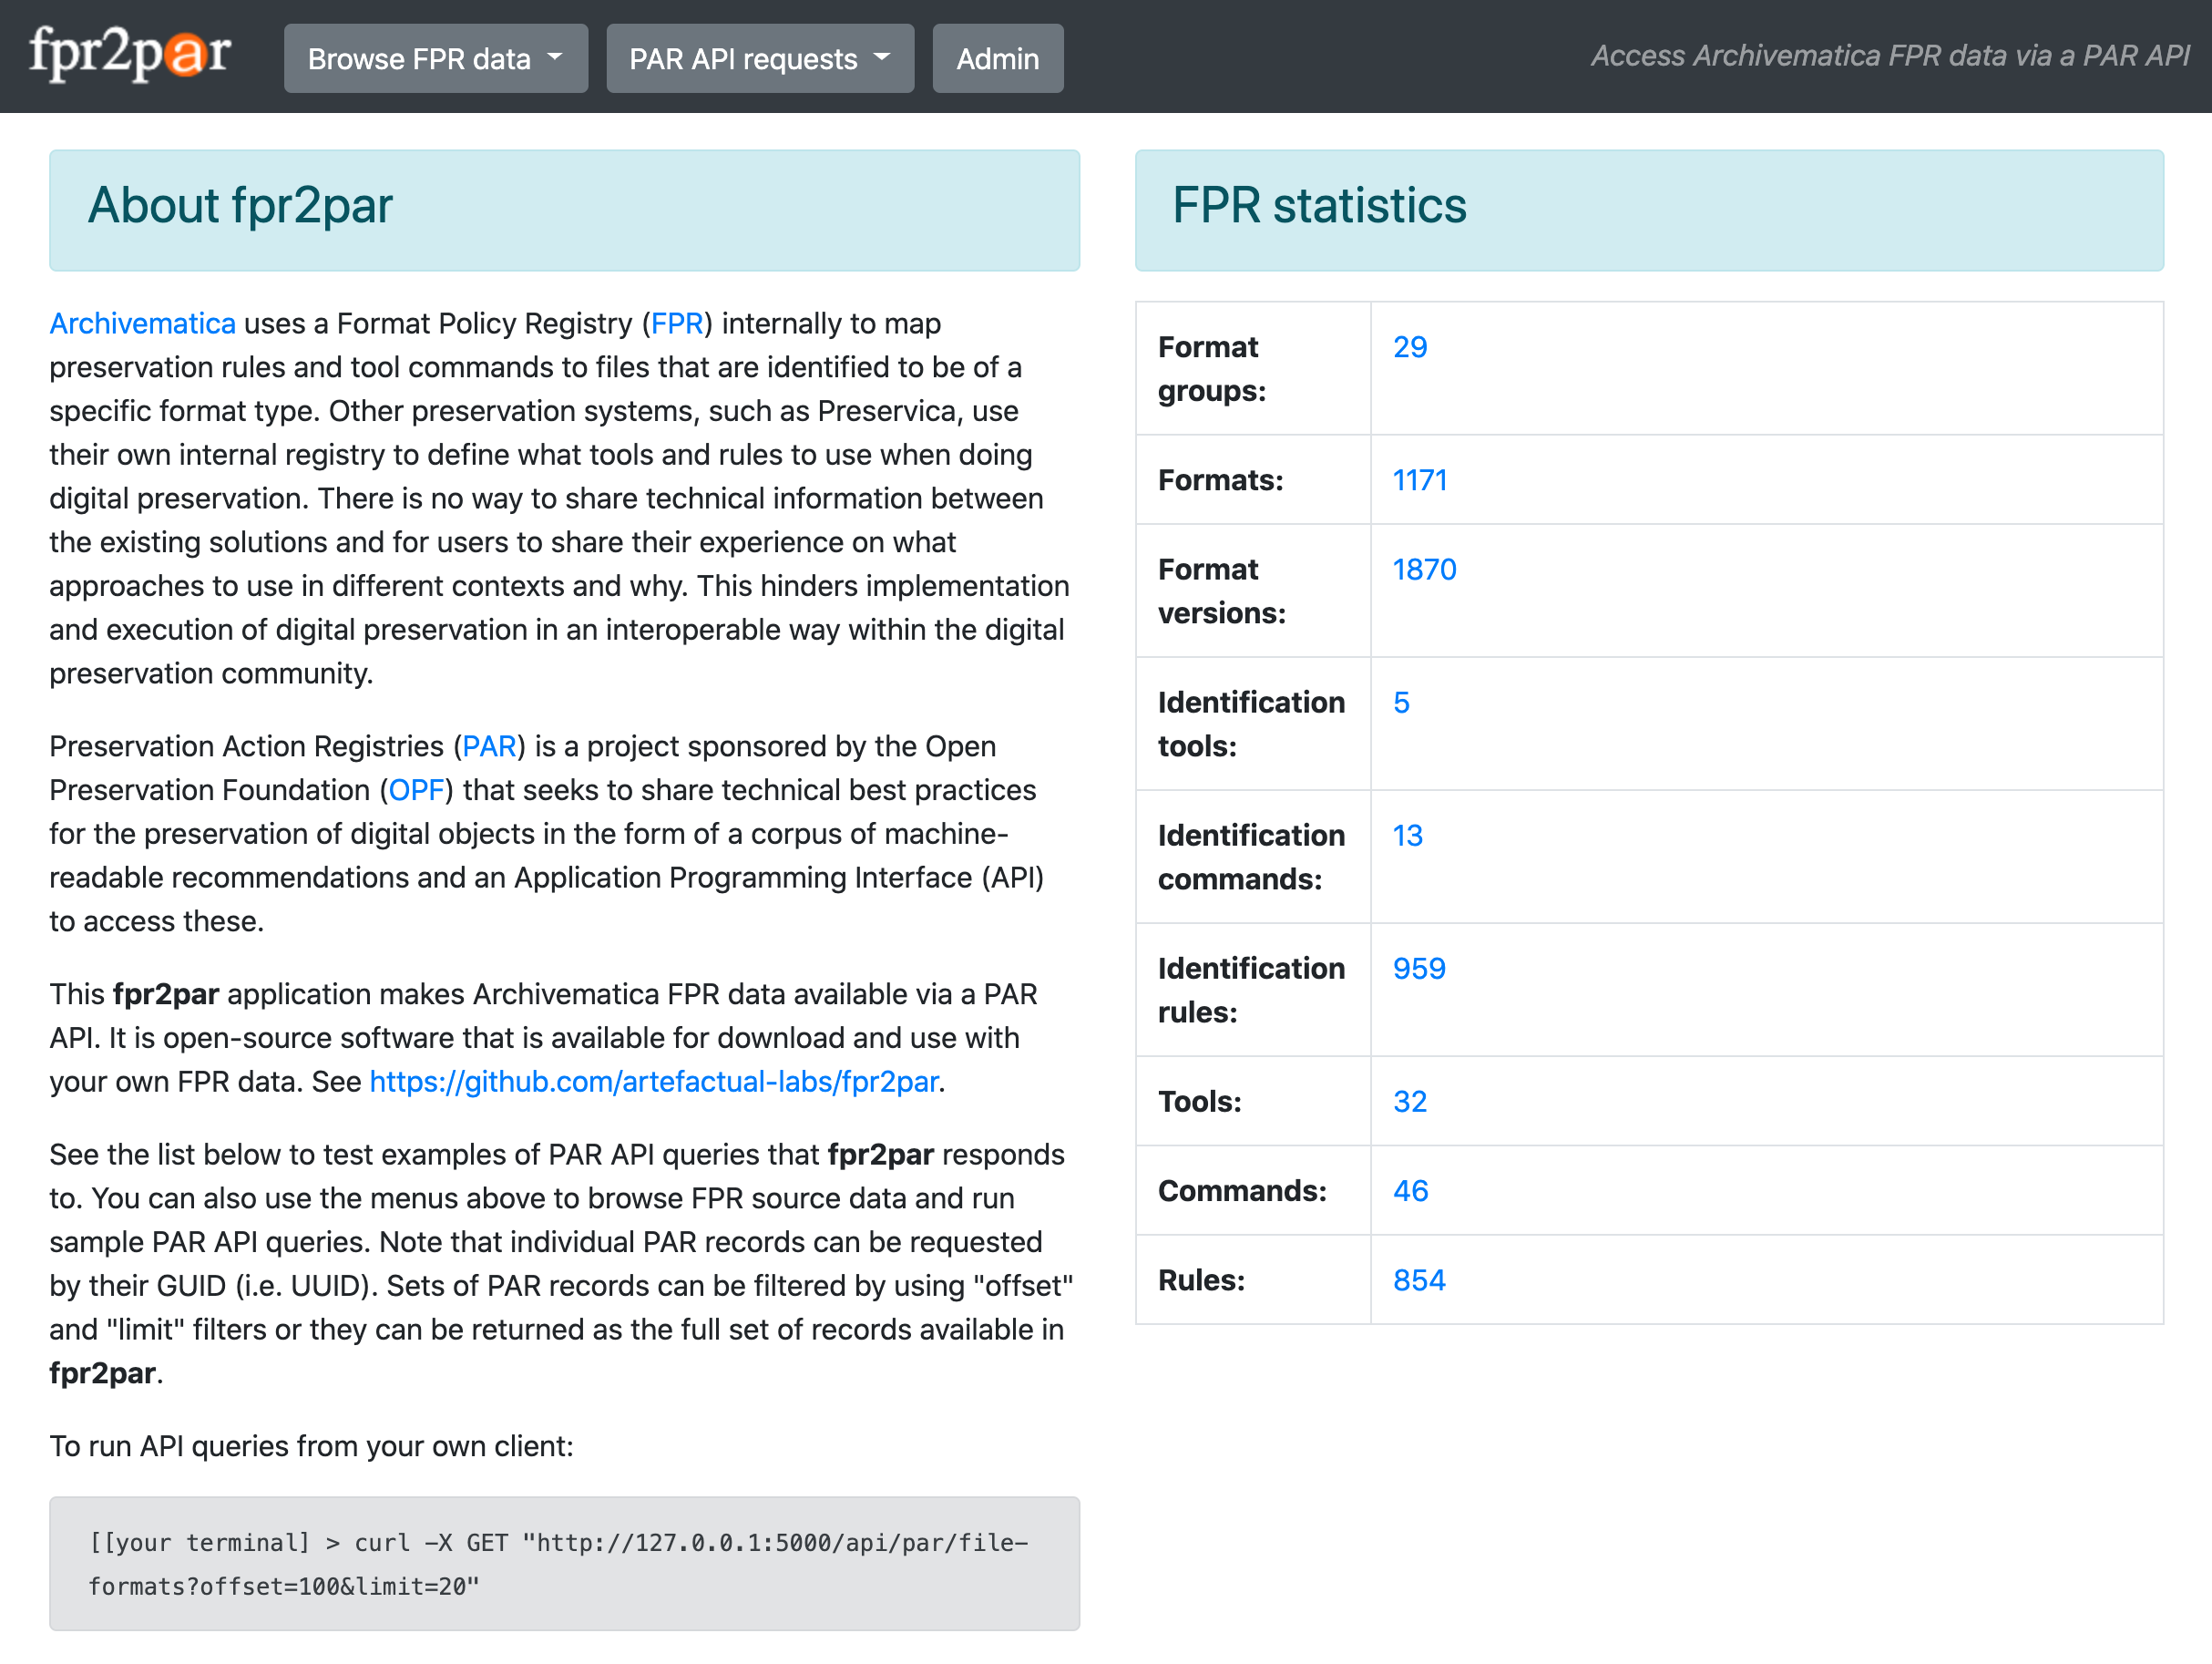 fpr2par
Browse FPR data
PAR API requests
Admin
Access Archivematica FPR data via a PAR API
About fpr2par
Archivematica uses a Format Policy Registry (FPR) internally to map
preservation rules and tool commands to files that are identified to be of a
specific format type. Other preservation systems, such as Preservica, use
their own internal registry to define what tools and rules to use when doing
digital preservation. There is no way to share technical information between
the existing solutions and for users to share their experience on what
approaches to use in different contexts and why. This hinders implementation
and execution of digital preservation in an interoperable way within the digital
preservation community.
Preservation Action Registries (PAR) is a project sponsored by the Open
Preservation Foundation (OPF) that seeks to share technical best practices
for the preservation of digital objects in the form of a corpus of machine-
readable recommendations and an Application Programming Interface (API)
to access these.
This fpr2par application makes Archivematica FPR data available via a PAR
API. It is open-source software that is available for download and use with
your own FPR data. See https://github.com/artefactual-labs/fpr2par.
See the list below to test examples of PAR API queries that fpr2par responds
to. You can also use the menus above to browse FPR source data and run
sample PAR API queries. Note that individual PAR records can be requested
by their GUID (i.e. UUID). Sets of PAR records can be filtered by using "offset"
and "limit" filters or they can be returned as the full set of records available in
fpr2par.
To run API queries from your own client:
[[your terminal] > curl -X GET "http://127.0.0.1:5000/api/par/file-
formats?offset=100&limit=20"
FPR statistics
Format
groups:
29
Formats:
1171
Format
versions:
1870
Identification
tools:
5
Identification
commands:
13
Identification
rules:
959
Tools:
32
Commands:
46
Rules:
854